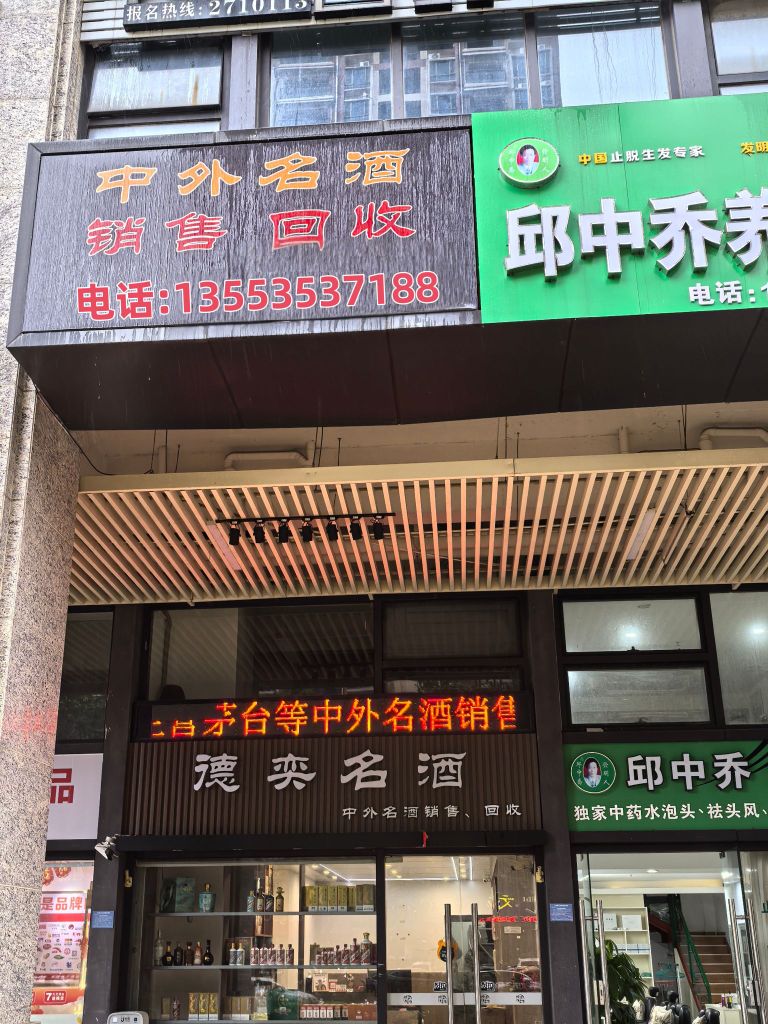 报名热线:2710113
中外名酒
销售 回收
电话:13553537188
中国止脱生发专家
发明
邱中乔养
电话:
茅台等中外名酒销售
德奕名酒
中外名酒销售、回收
邱中乔
独家中药水泡头、祛头风、
品
是品牌
7